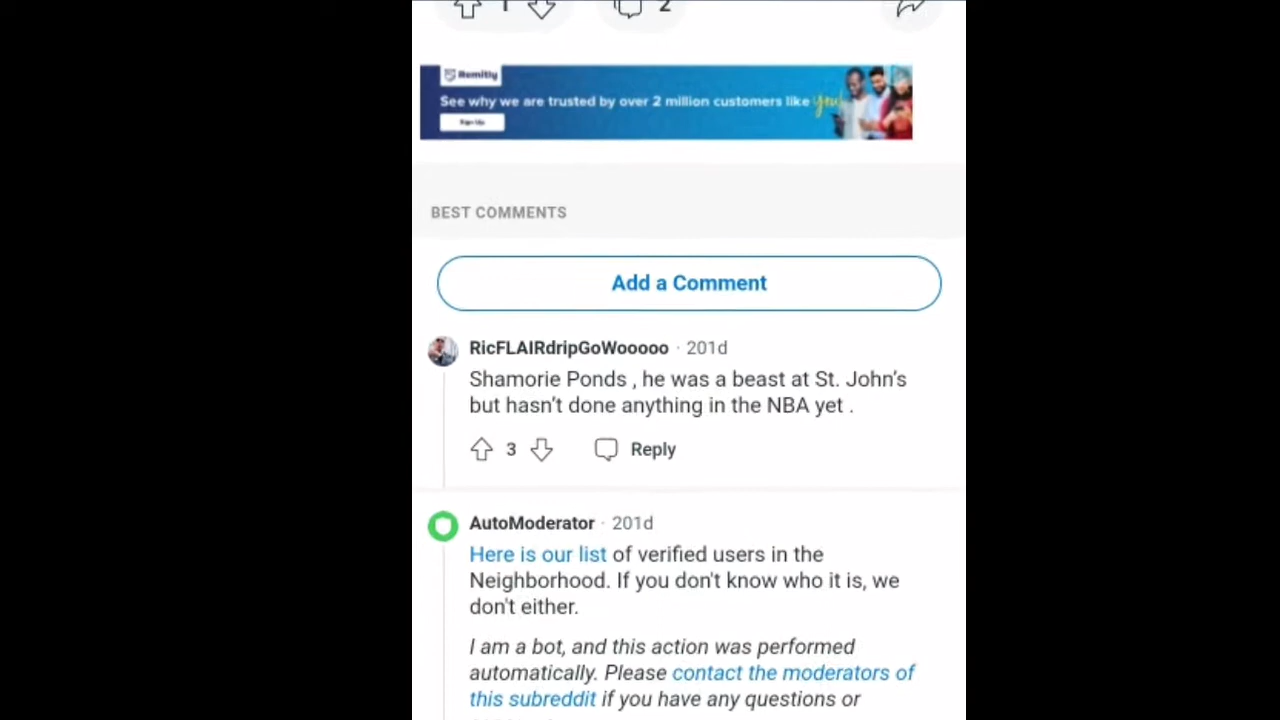 1 2
Remitly
See why we are trusted by over 2 million customers like you!
Sign Up
BEST COMMENTS
Add a Comment
RicFLAIRdripGoWooooo · 201d
Shamorie Ponds , he was a beast at St. John’s
but hasn’t done anything in the NBA yet .
3 Reply
AutoModerator · 201d
Here is our list of verified users in the
Neighborhood. If you don't know who it is, we
don't either.
I am a bot, and this action was performed
automatically. Please contact the moderators of
this subreddit if you have any questions or